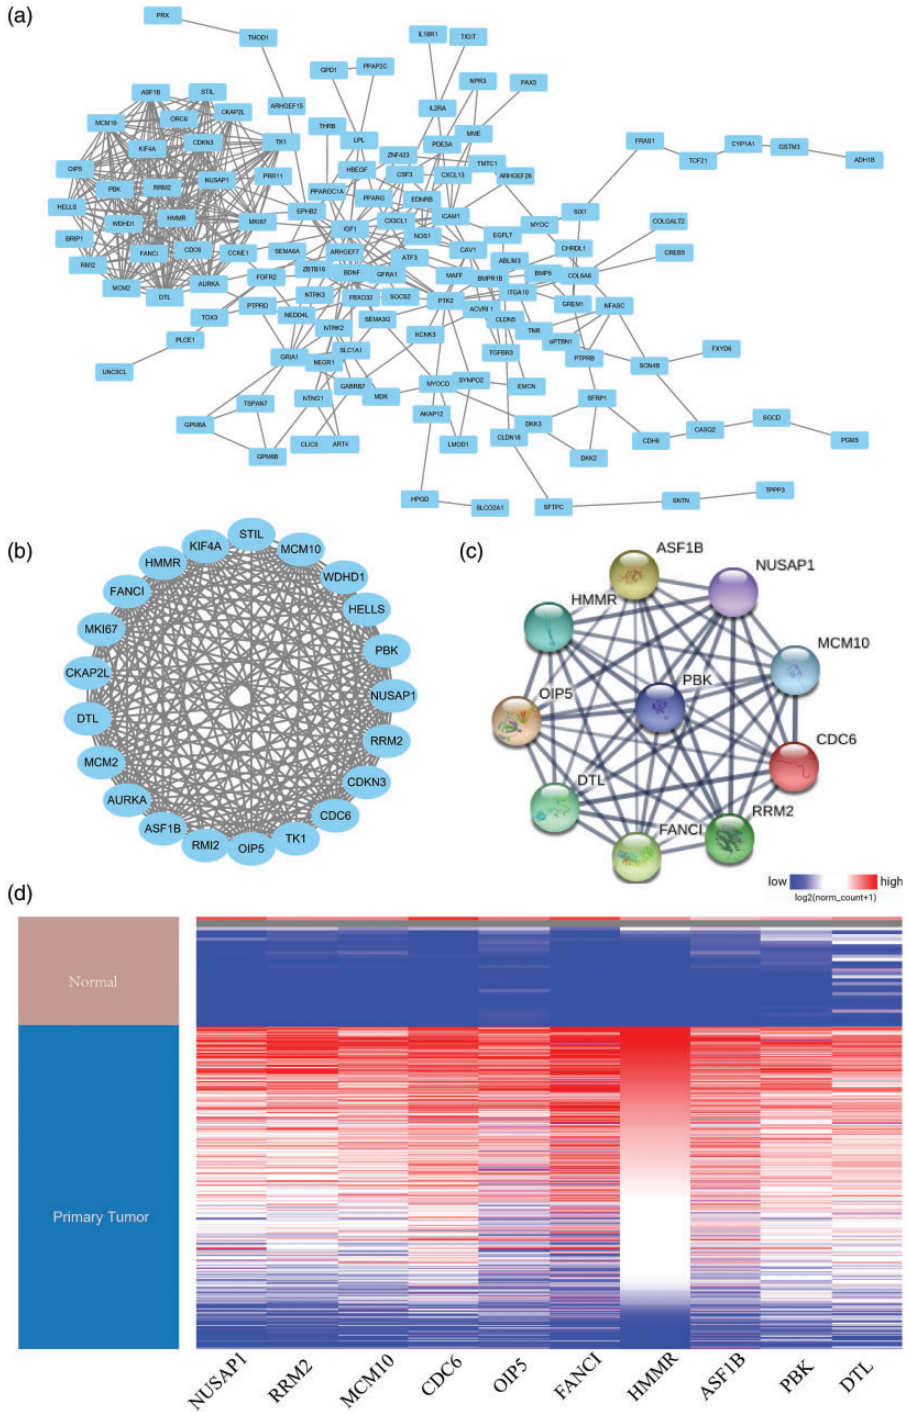 (a)
PRX
TMOD1
IL18R1
TIGIT
GPD1
PPAP2C
NPR3
PAX5
ASF1B
STIL
CKAP2L
ARHGEF15
IL2RA
MCM10
ORC6
THRB
LPL
MME
FRAS1
KIF4A
CDKN3
TK1
ZNF423
PDE5A
CYP1A1
GSTM3
TCF21
ADH1B
OIP5
PBK
RRM2
NUSAP1
PRR11
HBEGF
CSF3
CXCL13
TMTC1
ARHGEF26
PPARGC1A
PPARG
EDNRB
HELLS
WDHD1
HMMR
MKI67
EPHB2
CX3CL1
ICAM1
SIX1
COLGALT2
IGF1
NOS1
EGFL7
MYOC
BRIP1
FANCI
CDC6
CCNE1
SEMA6A
ARHGEF7
ATF3
CAV1
CHRDL1
CREB5
RMI2
AURKA
FGFR2
ZBTB16
BDNF
GFRA1
MAFF
BMPR1B
ABLIM3
BMP5
COL6A6
MCM2
DTL
NTRK3
FBXO32
SOCS2
PTK2
ITGA10
GREM1
NFASC
TOX3
PTPRD
NEDD4L
SEMA3G
ACVRL1
CLDN5
TNR
PLCE1
NTRK2
KCNK3
SPTBN1
UNC5CL
GRIA1
NEGR1
SLC1A1
TGFBR3
PTPRB
SCN4B
FXYD6
GABRB2
MDK
MYOCD
SYNPO2
EMCN
TSPAN7
NTNG1
SFRP1
GPM6A
AKAP12
DKK3
CASQ2
SGCD
GPM6B
CLIC5
ART4
LMOD1
CLDN18
DKK2
CDH6
PGM5
HPGD
SLCO2A1
SFTPC
SNTN
TPPP3
(b)
STIL
KIF4A
MCM10
HMMR
WDHD1
FANCI
HELLS
MKI67
PBK
CKAP2L
NUSAP1
DTL
RRM2
MCM2
CDKN3
AURKA
CDC6
ASF1B
TK1
RMI2
OIP5
(c)
ASF1B
NUSAP1
HMMR
MCM10
PBK
OIP5
CDC6
DTL
RRM2
FANCI
low
high
log2(norm_count+1)
(d)
Normal
Primary Tumor
NUSAP1
RRM2
MCM10
CDC6
OIP5
FANCI
HMMR
ASF1B
PBK
DTL